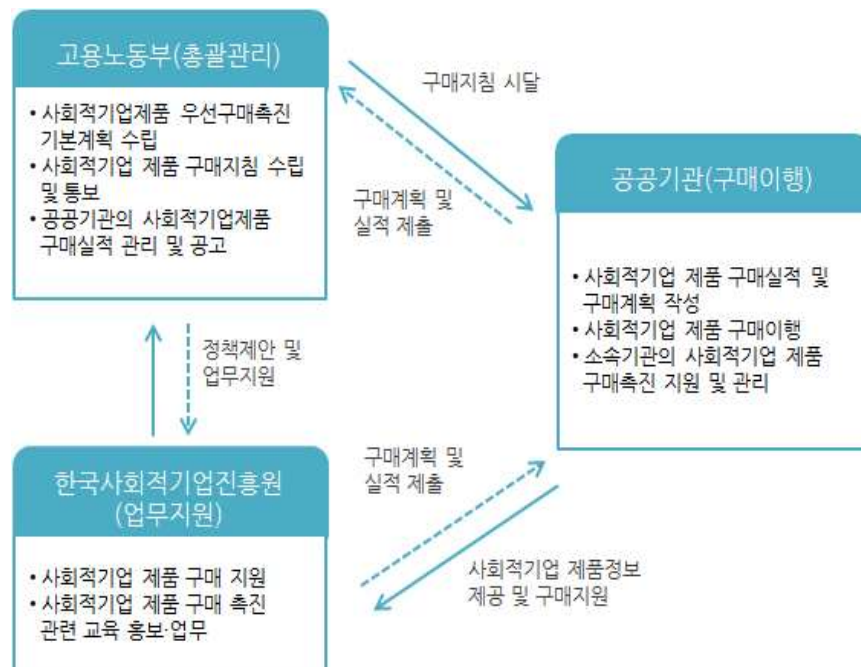 고용노동부(총괄관리)
• 사회적기업제품 우선구매촉진
기본계획 수립
• 사회적기업 제품 구매지침 수립
및 통보
• 공공기관의 사회적기업제품
구매실적 관리 및 공고
구매지침 시달
구매계획 및
실적 제출
공공기관(구매이행)
• 사회적기업 제품 구매실적 및
구매계획 작성
• 사회적기업 제품 구매이행
• 소속기관의 사회적기업 제품
구매촉진 지원 및 관리
정책제안 및
업무지원
한국사회적기업진흥원
(업무지원)
• 사회적기업 제품 구매 지원
• 사회적기업 제품 구매 촉진
관련 교육 홍보·업무
구매계획 및
실적 제출
사회적기업 제품정보
제공 및 구매지원